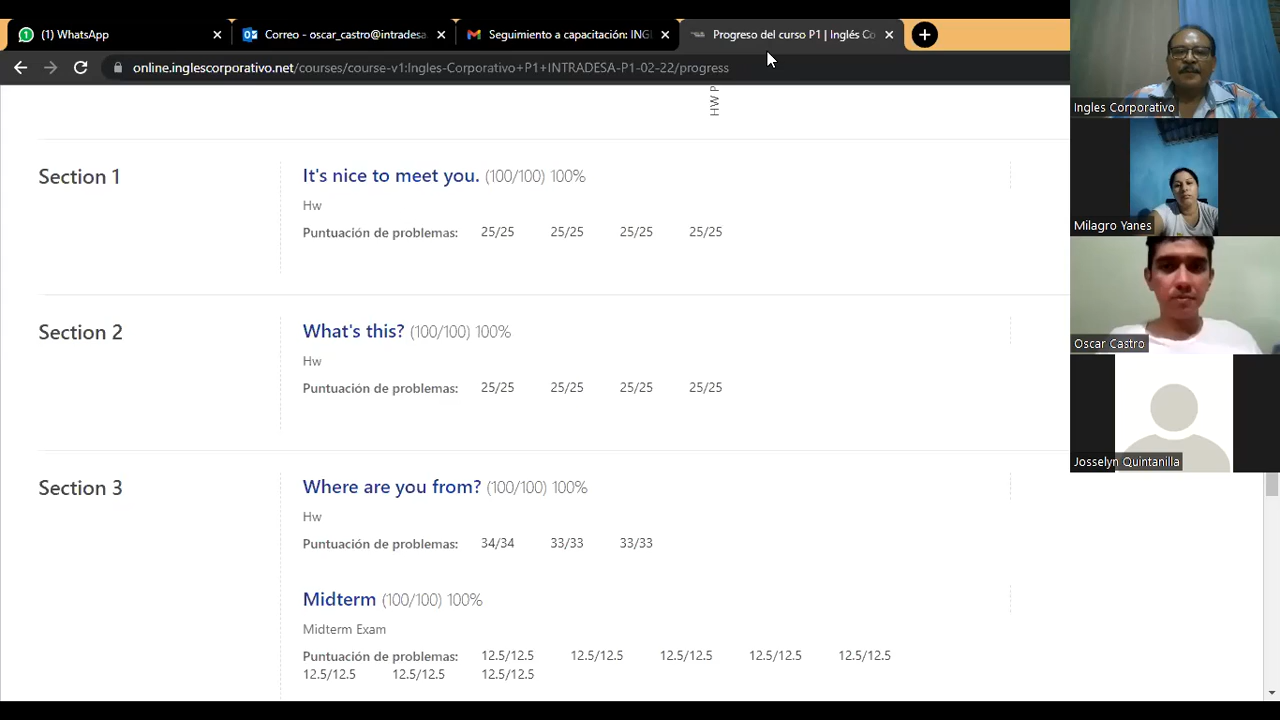 (1) WhatsApp
Correo - oscar_castro@intradesa
Seguimiento a capacitación: INGL
Progreso del curso P1 | Inglés Co
online.inglescorporativo.net/courses/course-v1:Ingles-Corporativo+P1+INTRADESA-P1-02-22/progress
HW P
Section 1
It's nice to meet you. (100/100) 100%
Hw
Puntuación de problemas: 25/25 25/25 25/25 25/25
Section 2
What's this? (100/100) 100%
Hw
Puntuación de problemas: 25/25 25/25 25/25 25/25
Section 3
Where are you from? (100/100) 100%
Hw
Puntuación de problemas: 34/34 33/33 33/33
Midterm (100/100) 100%
Midterm Exam
Puntuación de problemas: 12.5/12.5 12.5/12.5 12.5/12.5 12.5/12.5 12.5/12.5
12.5/12.5 12.5/12.5 12.5/12.5
Ingles Corporativo
Milagro Yanes
Oscar Castro
Josselyn Quintanilla